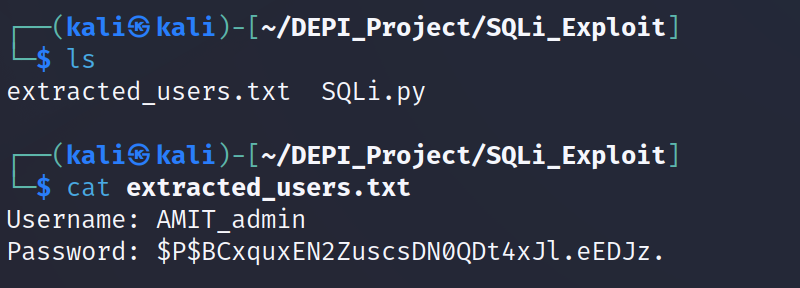 ┌──(kali㉿kali)-[~/DEPI_Project/SQLi_Exploit]
└─$ ls
extracted_users.txt  SQLi.py
┌──(kali㉿kali)-[~/DEPI_Project/SQLi_Exploit]
└─$ cat extracted_users.txt
Username: AMIT_admin
Password: $P$BCxquxEN2ZuscsDN0QDt4xJl.eEDJz.